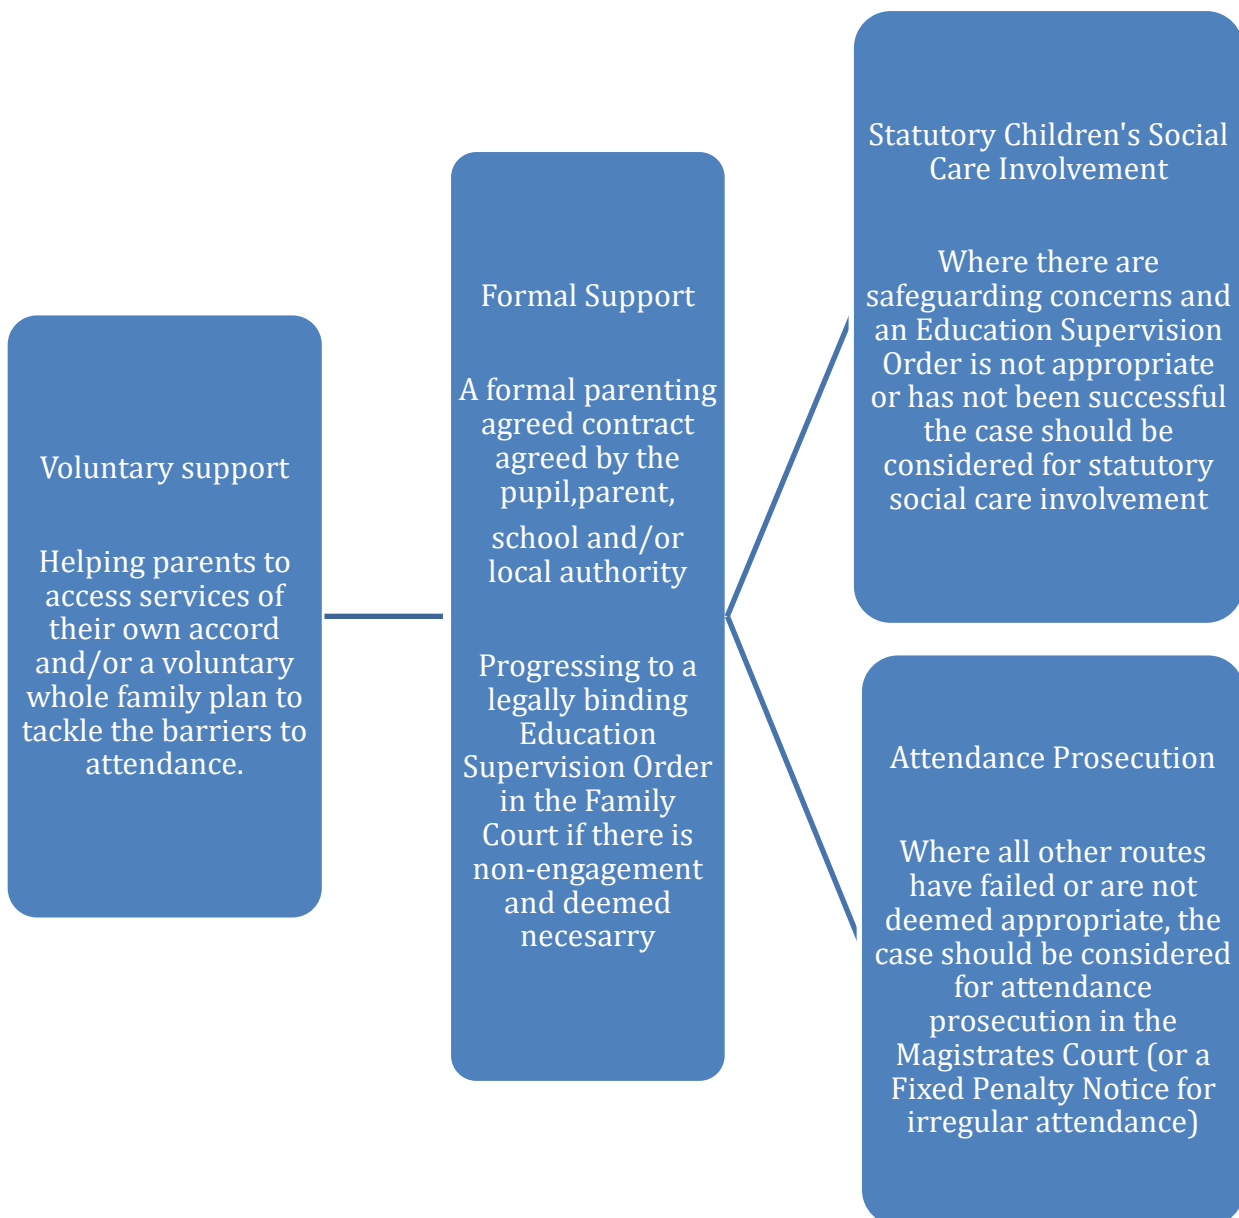 Voluntary support
Helping parents to
access services of
their own accord
and/or a voluntary
whole family plan to
tackle the barriers to
attendance.
Formal Support
A formal parenting
agreed contract
agreed by the
pupil,parent,
school and/or
local authority
Progressing to a
legally binding
Education
Supervision Order
in the Family
Court if there is
non-engagement
and deemed
necesarry
Statutory Children's Social
Care Involvement
Where there are
safeguarding concerns and
an Education Supervision
Order is not appropriate
or has not been successful
the case should be
considered for statutory
social care involvement
Attendance Prosecution
Where all other routes
have failed or are not
deemed appropriate, the
case should be considered
for attendance
prosecution in the
Magistrates Court (or a
Fixed Penalty Notice for
irregular attendance)